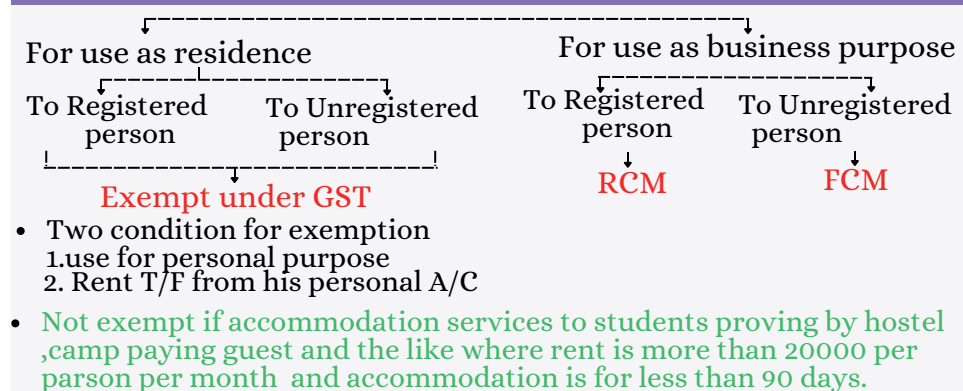 For use as residence
For use as business purpose
To Registered person
To Unregistered person
To Registered person
To Unregistered person
Exempt under GST
RCM
FCM
• Two condition for exemption
1.use for personal purpose
2. Rent T/F from his personal A/C
• Not exempt if accommodation services to students proving by hostel
,camp paying guest and the like where rent is more than 20000 per
parson per month and accommodation is for less than 90 days.